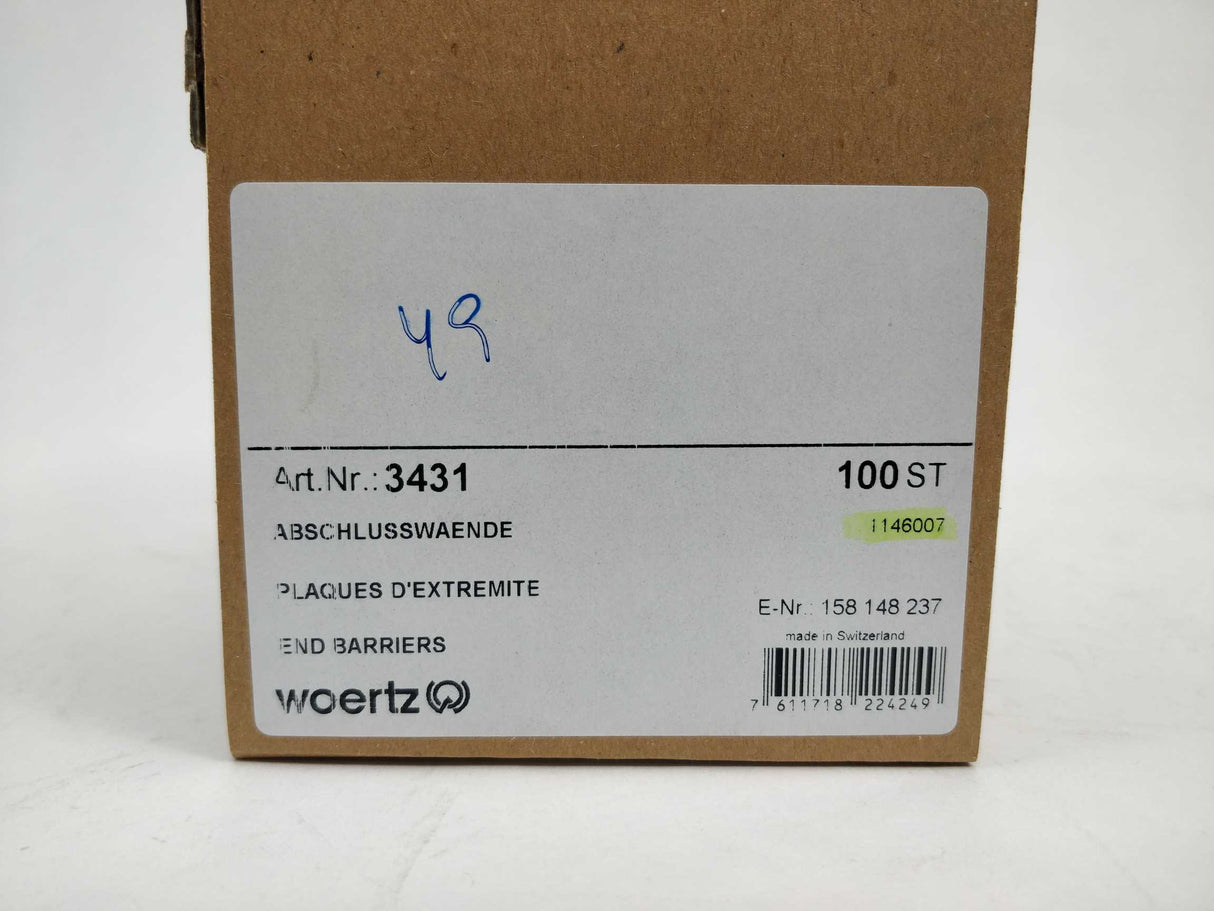 49
Art.Nr.: 3431 100 ST
ABSCHLUSSWAENDE 1146007
PLAQUES D'EXTREMITE
E-Nr.: 158 148 237
END BARRIERS made in Switzerland
woertz
7 611718 224249